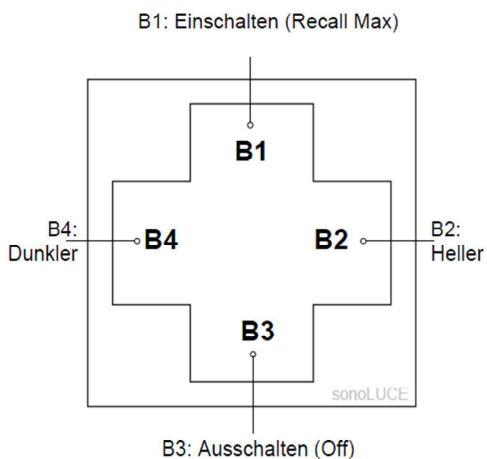 B1: Einschalten (Recall Max)
B1
B4:
Dunkler
B4
B2
B2:
Heller
B3
sonoLUCE
B3: Ausschalten (Off)